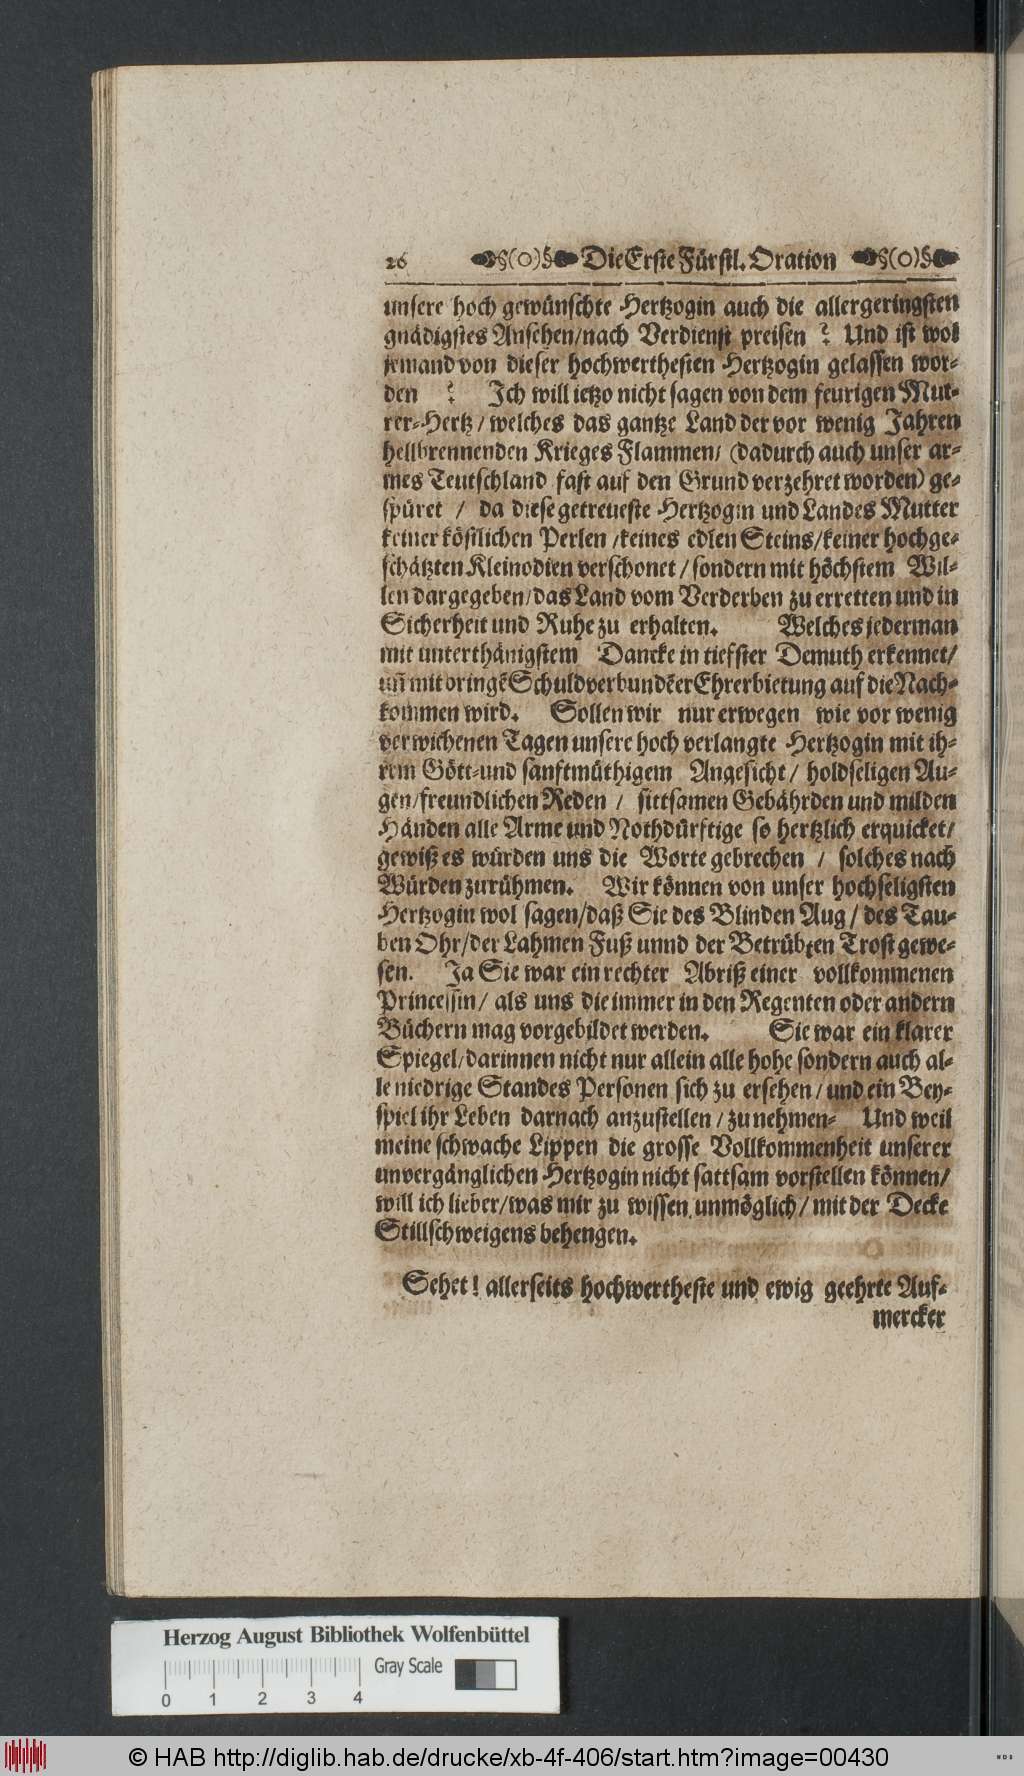 26 §(O)§ Die Erste Fürstl. Oration §(O)§
unsere hoch gewünschte Hertzogin auch die allergeringsten
gnädigstes Ansehen/nach Verdienst preisen ? Und ist wol
jemand von dieser hochwerthesten Hertzogin gelassen wor-
den ? Ich will ietzo nicht sagen von dem feurigen Mut-
rer-Hertz / welches das gantze Land der vor wenig Jahren
hellbrennenden Krieges Flammen/ (dadurch auch unser ar-
mes Teutschland fast auf den Grund verzehret worden) ge-
spüret / da diese getreueste Hertzogin und Landes Mutter
keiner köstlichen Perlen /keines edlen Steins/keiner hochge-
schätzten Kleinodien verschonet / sondern mit höchstem Wil-
len dargegeben/das Land vom Verderben zu erretten und in
Sicherheit und Ruhe zu erhalten. Welches jederman
mit unterthänigstem Dancke in tiefster Demuth erkennet/
uñ mit bringẽ Schuldverbundẽer Ehrerbietung auf die Nach-
kommen wird. Sollen wir nur erwegen wie vor wenig
verwichenen Tagen unsere hoch verlangte Hertzogin mit ih-
rem Gött-und sanftmüthigem Angesicht / holdseligen Au-
gen/freundlichen Reden / sittsamen Gebährden und milden
Händen alle Arme und Nothdürftige so hertzlich erquicket/
gewiß es würden uns die Worte gebrechen / solches nach
Würden zurühmen. Wir können von unser hochseligsten
Hertzogin wol sagen/daß Sie des Blinden Aug / des Tau-
ben Ohr/der Lahmen Fuß unnd der Betrübten Trost gewe-
sen. Ja Sie war ein rechter Abriß einer vollkommenen
Princessin/ als uns die immer in den Regenten oder andern
Büchern mag vorgebildet werden. Sie war ein klarer
Spiegel/darinnen nicht nur allein alle hohe sondern auch al-
le niedrige Standes Personen sich zu ersehen / und ein Bey-
spiel ihr Leben darnach anzustellen / zu nehmen- Und weil
meine schwache Lippen die grosse Vollkommenheit unserer
unvergänglichen Hertzogin nicht sattsam vorstellen können/
will ich lieber/was mir zu wissen unmöglich / mit der Decke
Stillschweigens behengen.
Sehet! allerseits hochwertheste und ewig geehrte Auf-
mercker
Herzog August Bibliothek Wolfenbüttel
Gray Scale
0 1 2 3 4
© HAB http://diglib.hab.de/drucke/xb-4f-406/start.htm?image=00430